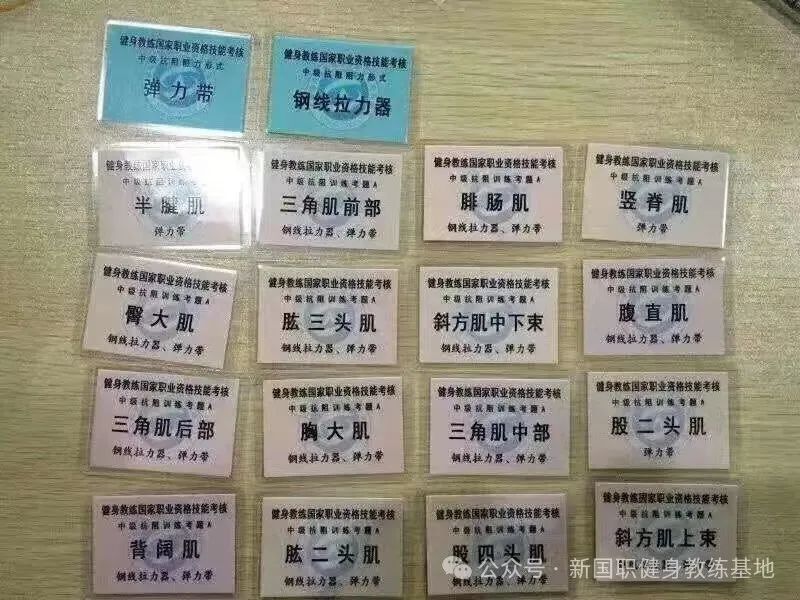 健身教练国家职业资格技能考核
中级抗阻阻力形式
弹力带
健身教练国家职业资格技能考核
中级抗阻阻力形式
钢线拉力器
健身教练国家职业资格技能考核
中级抗阻训练考题A
半腱肌
弹力带
健身教练国家职业资格技能考核
中级抗阻训练考题A
三角肌前部
钢线拉力器、弹力带
健身教练国家职业资格技能考核
中级抗阻训练考题A
腓肠肌
钢线拉力器、弹力带
健身教练国家职业资格技能考核
中级抗阻训练考题A
竖脊肌
弹力带
健身教练国家职业资格技能考核
中级抗阻训练考题A
臀大肌
钢线拉力器、弹力带
健身教练国家职业资格技能考核
中级抗阻训练考题A
肱三头肌
钢线拉力器、弹力带
健身教练国家职业资格技能考核
中级抗阻训练考题A
斜方肌中下束
钢线拉力器、弹力带
健身教练国家职业资格技能考核
中级抗阻训练考题A
腹直肌
钢线拉力器、弹力带
健身教练国家职业资格技能考核
中级抗阻训练考题A
三角肌后部
钢线拉力器、弹力带
健身教练国家职业资格技能考核
中级抗阻训练考题A
胸大肌
钢线拉力器、弹力带
健身教练国家职业资格技能考核
中级抗阻训练考题A
三角肌中部
钢线拉力器、弹力带
健身教练国家职业资格技能考核
中级抗阻训练考题A
股二头肌
弹力带
健身教练国家职业资格技能考核
中级抗阻训练考题A
背阔肌
钢线拉力器、弹力带
健身教练国家职业资格技能考核
中级抗阻训练考题A
肱二头肌
钢线拉力器、弹力带
健身教练国家职业资格技能考核
中级抗阻训练考题A
股四头肌
健身教练国家职业资格技能考核
中级抗阻训练考题A
斜方肌上束
公众号·新国职健身教练基地